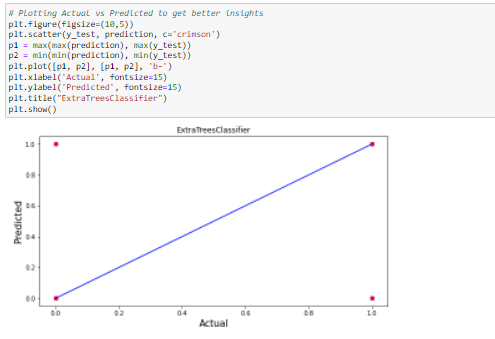 # Plotting Actual vs Predicted to get better insights
plt.figure(figsize=(10,5))
plt.scatter(y_test, prediction, c='crimson')
p1 = max(max(prediction), max(y_test))
p2 = min(min(prediction), min(y_test))
plt.plot([p1, p2], [p1, p2], 'b-')
plt.xlabel('Actual', fontsize=15)
plt.ylabel('Predicted', fontsize=15)
plt.title("ExtraTreesClassifier")
plt.show()
ExtraTreesClassifier
1.0
0.8
0.6
0.4
0.2
0.0
Predicted
0.0 0.2 0.4 0.6 0.8 1.0
Actual